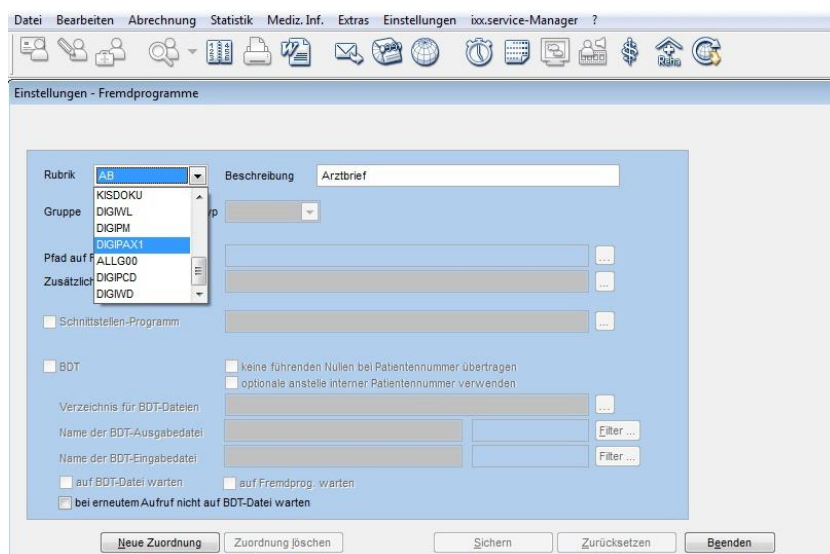 Datei Bearbeiten Abrechnung Statistik Mediz. Inf. Extras Einstellungen ixx.service-Manager ?
Reha
Einstellungen - Fremdprogramme
Rubrik AB Beschreibung Arztbrief
KISDOKU
Gruppe DIGIWL yp
DIGIPM
DIGIPAX1
Pfad auf ALLG00 ...
Zusätzlich DIGIPCD ...
DIGIWD
Schnittstellen-Programm ...
BDT keine führenden Nullen bei Patientennummer übertragen
optionale anstelle interner Patientennummer verwenden
Verzeichnis für BDT-Dateien ...
Name der BDT-Ausgabedatei Filter ...
Name der BDT-Eingabedatei Filter ...
auf BDT-Datei warten auf Fremdprog. warten
bei erneutem Aufruf nicht auf BDT-Datei warten
Neue Zuordnung Zuordnung löschen Sichern Zurücksetzen Beenden